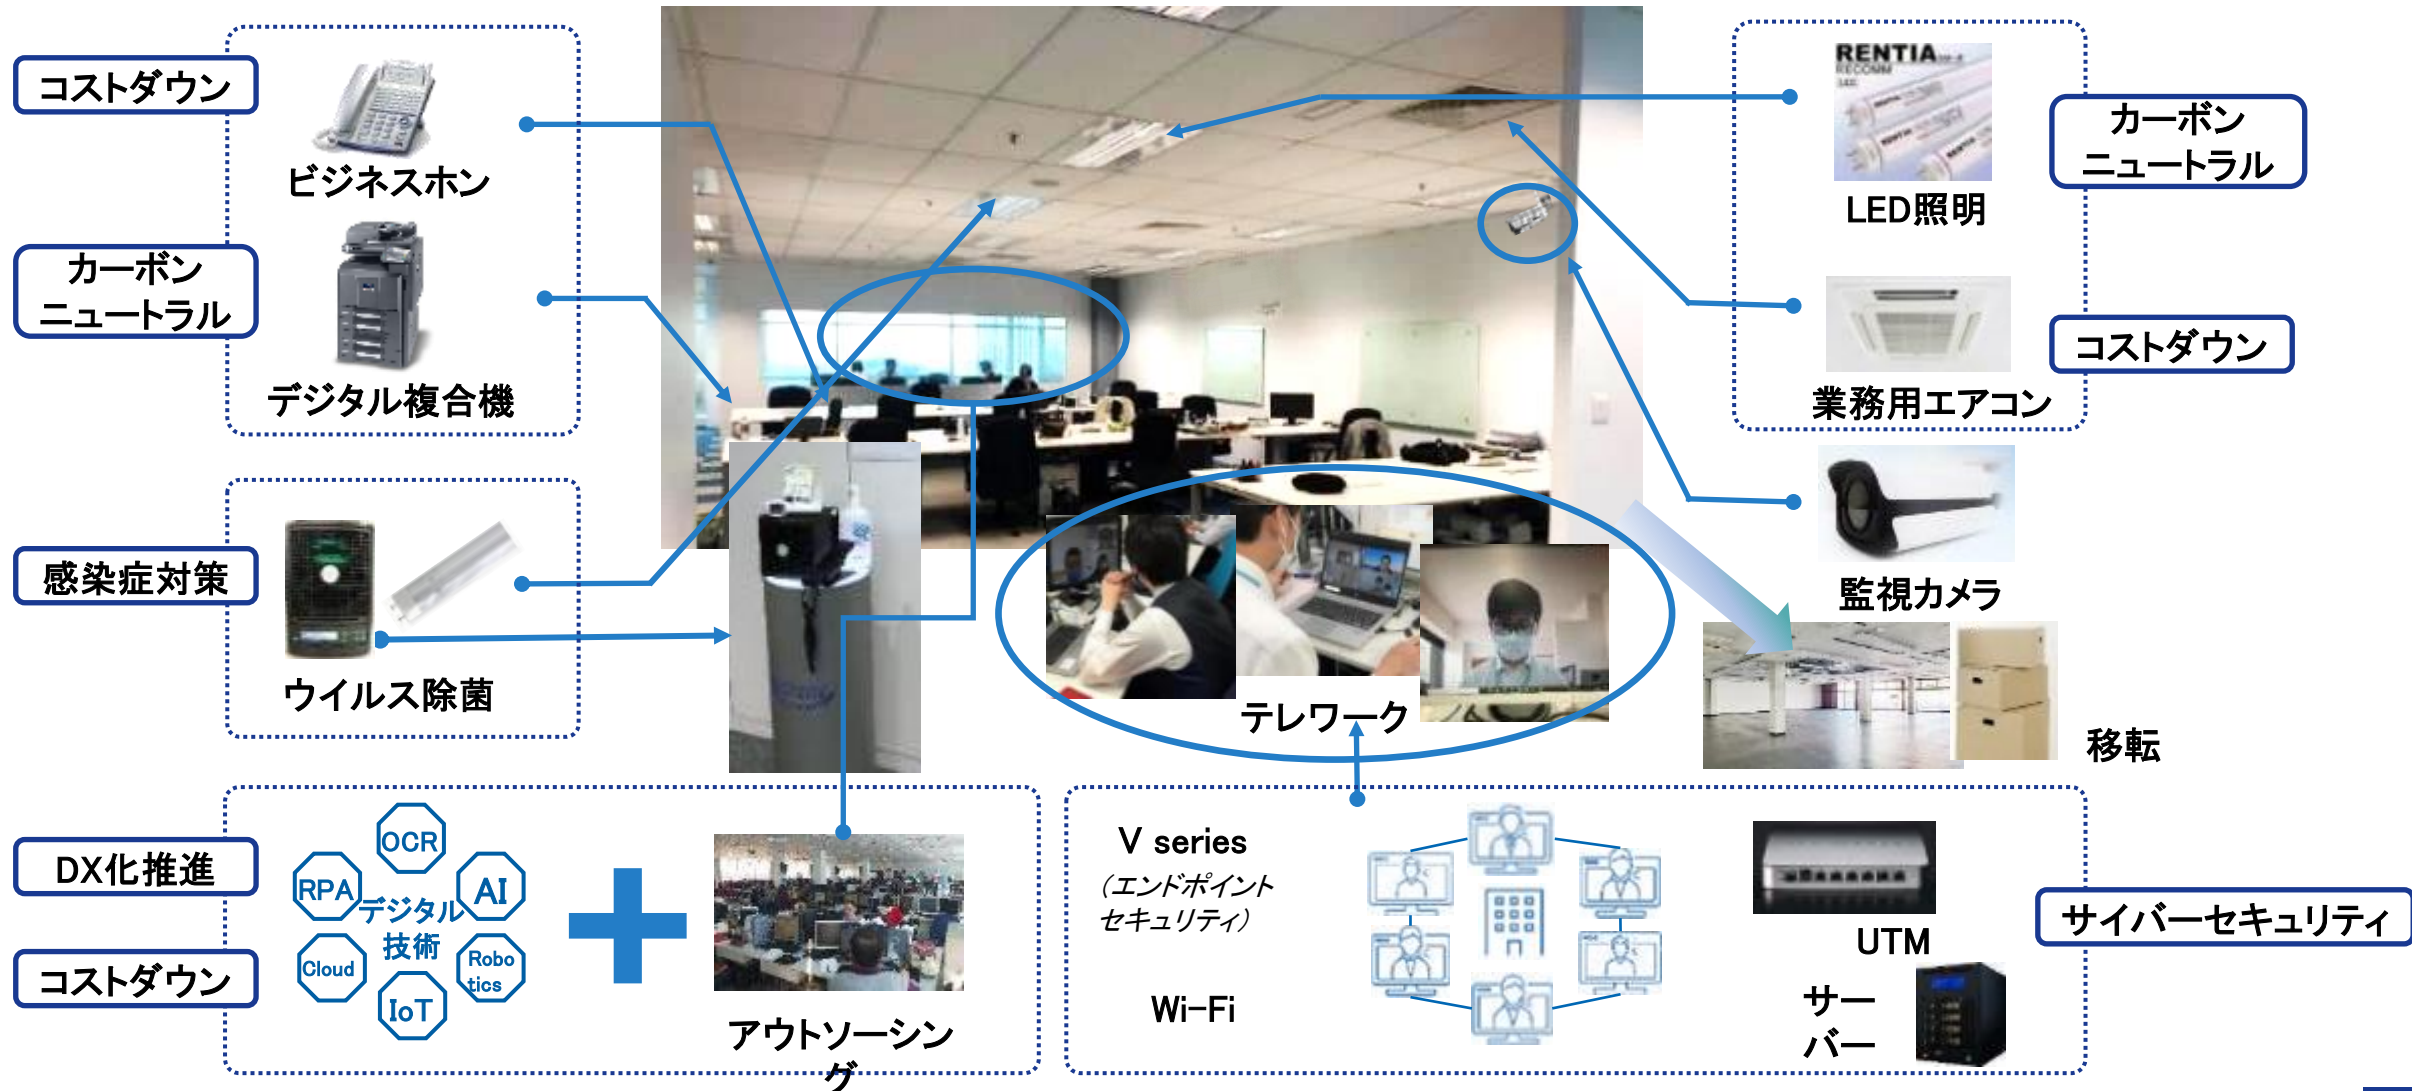 コストダウン
ビジネスホン
カーボン
ニュートラル
デジタル複合機
感染症対策
ウイルス除菌
DX化推進
コストダウン
OCR
RPA
AI
デジタル
技術
Cloud
Robo
tics
IoT
アウトソーシン
グ
テレワーク
V series
(エンドポイント
セキュリティ)
Wi-Fi
UTM
サー
バー
サイバーセキュリティ
RENTIA
RECOMM
RENTIA
RENTIA
RENTIA
LED照明
カーボン
ニュートラル
業務用エアコン
コストダウン
監視カメラ
移転